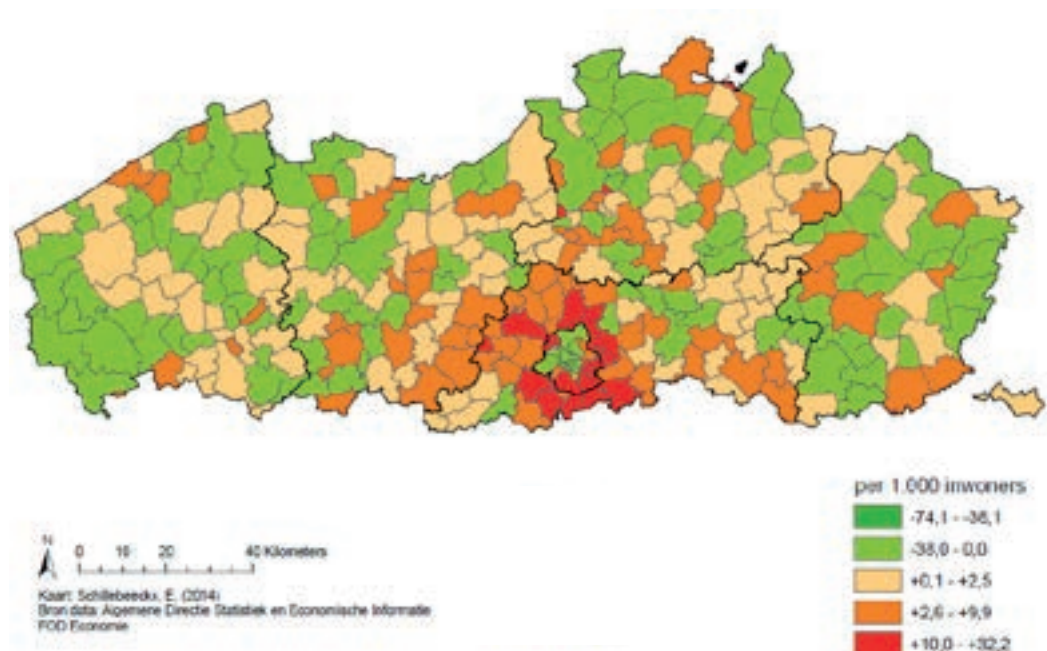 per 1.000 inwoners
-74,1 - -38,1
-38,0 - 0,0
+0,1 - +2,5
+2,6 - +9,9
+10,0 - +32,2
N
0 10 20 40 Kilometers
Kaart: Schillebeeckx, E. (2014)
Bron data: Algemene Directie Statistiek en Economische Informatie
FOD Economie